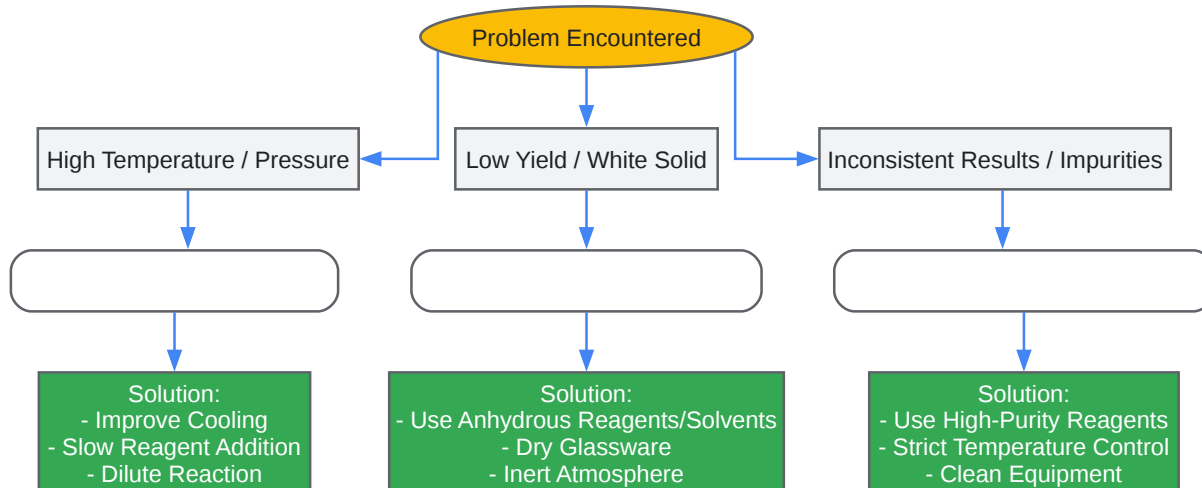 Problem Encountered
High Temperature / Pressure
Low Yield / White Solid
Inconsistent Results / Impurities
Solution:
- Improve Cooling
- Slow Reagent Addition
- Dilute Reaction
Solution:
- Use Anhydrous Reagents/Solvents
- Dry Glassware
- Inert Atmosphere
Solution:
- Use High-Purity Reagents
- Strict Temperature Control
- Clean Equipment